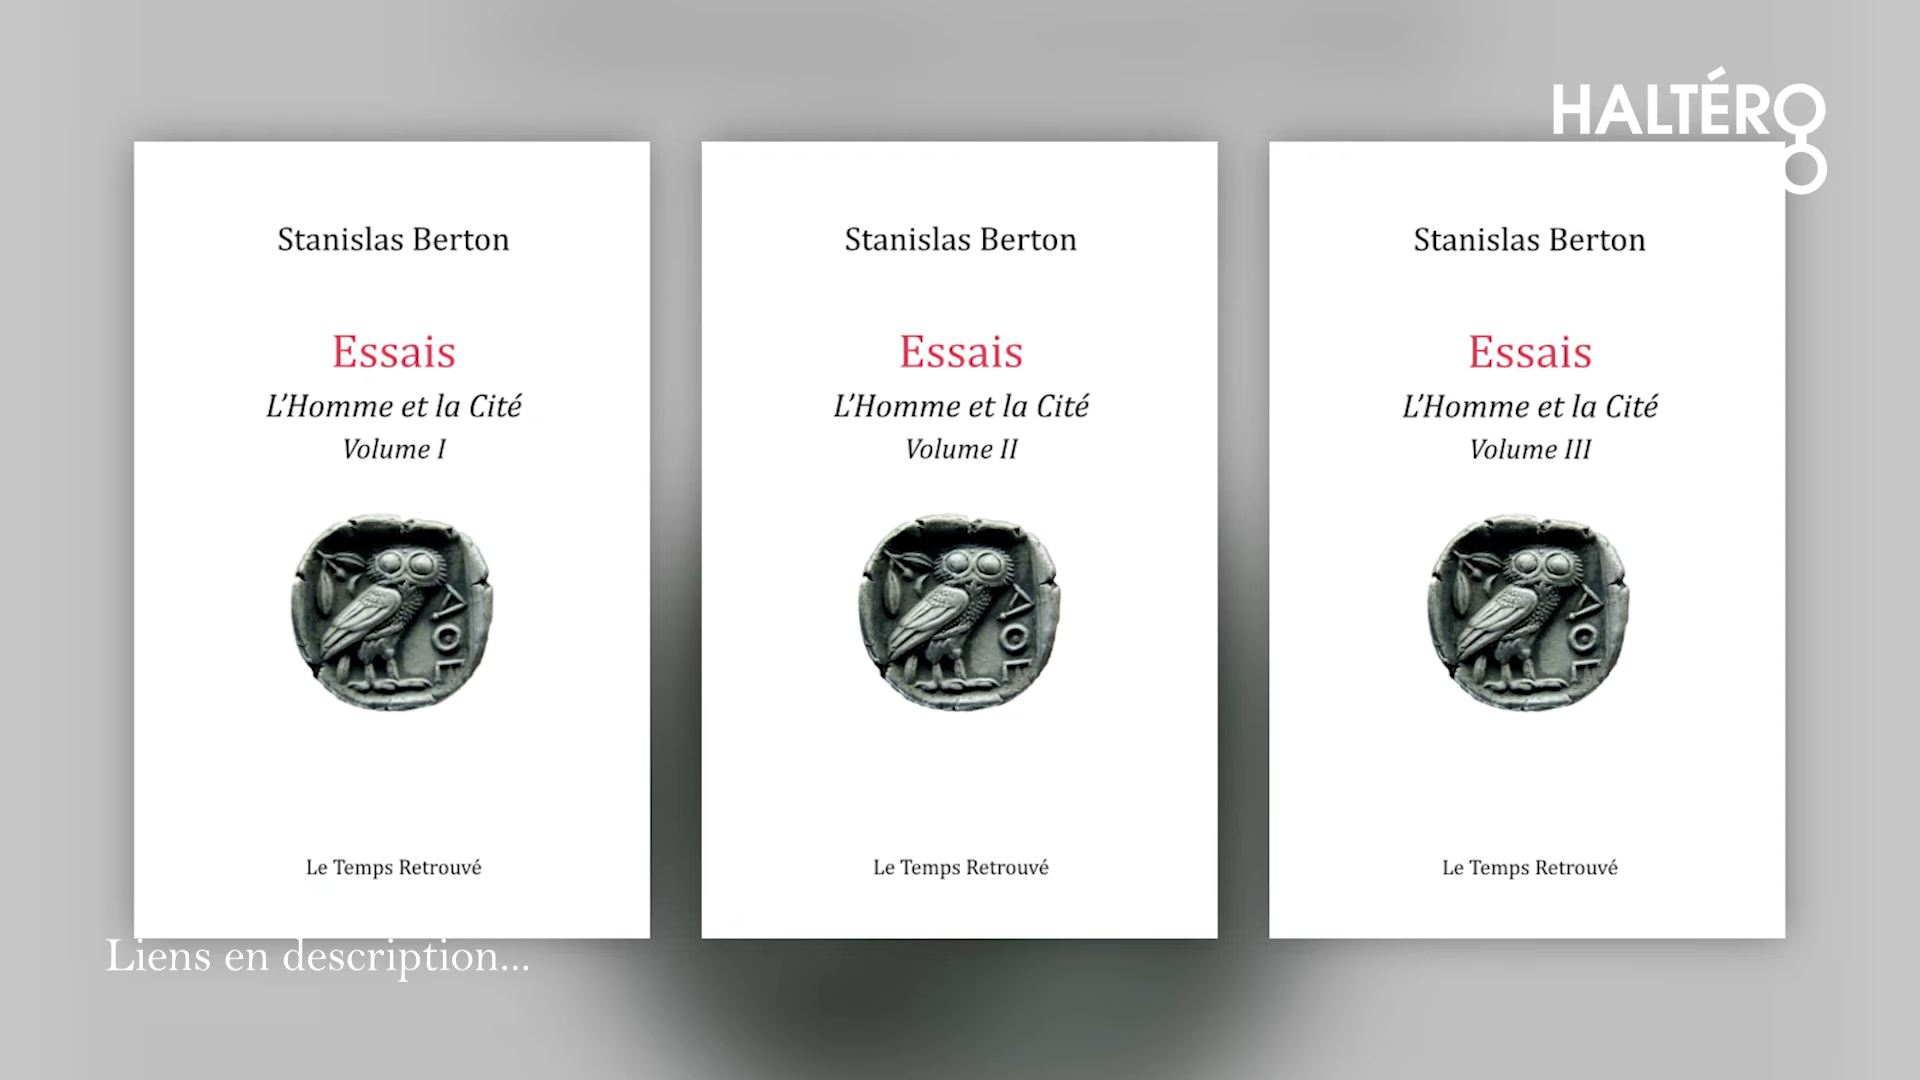 HALTÉRO
Stanislas Berton
Essais
L'Homme et la Cité
Volume I
ΑΘΕ
Le Temps Retrouvé
Stanislas Berton
Essais
L'Homme et la Cité
Volume II
ΑΘΕ
Le Temps Retrouvé
Stanislas Berton
Essais
L'Homme et la Cité
Volume III
ΑΘΕ
Le Temps Retrouvé
Liens en description...